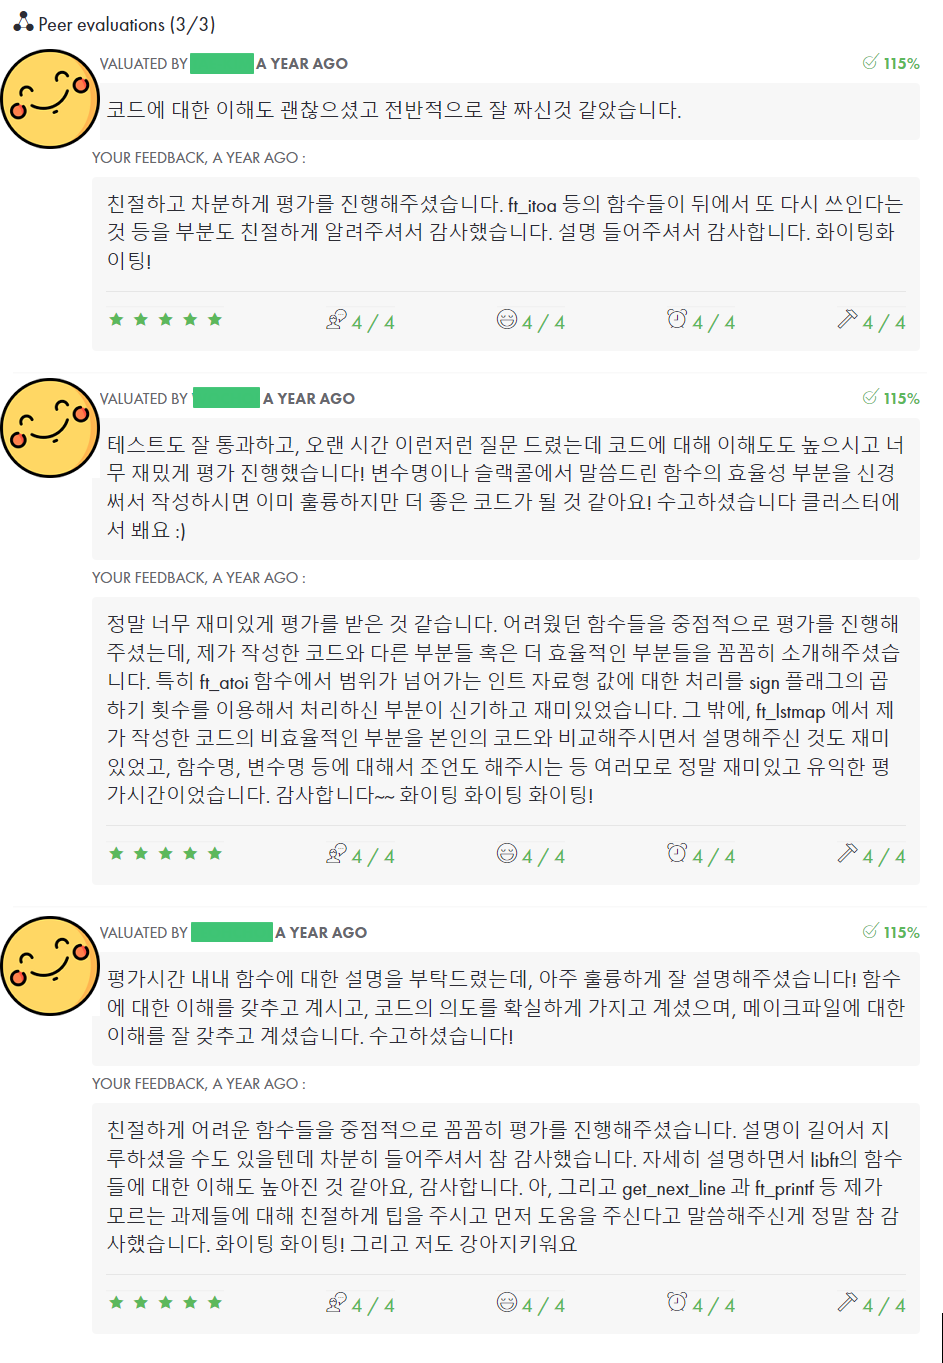 Peer evaluations (3/3)
VALUATED BY A YEAR AGO 115%
코드에 대한 이해도 괜찮으셨고 전반적으로 잘 짜신것 같았습니다.
YOUR FEEDBACK, A YEAR AGO :
친절하고 차분하게 평가를 진행해주셨습니다. ft_itoa 등의 함수들이 뒤에서 또 다시 쓰인다는
것 등을 부분도 친절하게 알려주셔서 감사했습니다. 설명 들어주셔서 감사합니다. 화이팅화
이팅!
4 / 4 4 / 4 4 / 4 4 / 4
VALUATED BY A YEAR AGO 115%
테스트도 잘 통과하고, 오랜 시간 이런저런 질문 드렸는데 코드에 대해 이해도도 높으시고 너
무 재밌게 평가 진행했습니다! 변수명이나 슬랙콜에서 말씀드린 함수의 효율성 부분을 신경
써서 작성하시면 이미 훌륭하지만 더 좋은 코드가 될 것 같아요! 수고하셨습니다 클러스터에
서 봬요 :)
YOUR FEEDBACK, A YEAR AGO :
정말 너무 재미있게 평가를 받은 것 같습니다. 어려웠던 함수들을 중점적으로 평가를 진행해
주셨는데, 제가 작성한 코드와 다른 부분들 혹은 더 효율적인 부분들을 꼼꼼히 소개해주셨습
니다. 특히 ft_atoi 함수에서 범위가 넘어가는 인트 자료형 값에 대한 처리를 sign 플래그의 곱
하기 횟수를 이용해서 처리하신 부분이 신기하고 재미있었습니다. 그 밖에, ft_lstmap 에서 제
가 작성한 코드의 비효율적인 부분을 본인의 코드와 비교해주시면서 설명해주신 것도 재미
있었고, 함수명, 변수명 등에 대해서 조언도 해주시는 등 여러모로 정말 재미있고 유익한 평
가시간이었습니다. 감사합니다~~ 화이팅 화이팅 화이팅!
4 / 4 4 / 4 4 / 4 4 / 4
VALUATED BY A YEAR AGO 115%
평가시간 내내 함수에 대한 설명을 부탁드렸는데, 아주 훌륭하게 잘 설명해주셨습니다! 함수
에 대한 이해를 갖추고 계시고, 코드의 의도를 확실하게 가지고 계셨으며, 메이크파일에 대한
이해를 잘 갖추고 계셨습니다. 수고하셨습니다!
YOUR FEEDBACK, A YEAR AGO :
친절하게 어려운 함수들을 중점적으로 꼼꼼히 평가를 진행해주셨습니다. 설명이 길어서 지
루하셨을 수도 있을텐데 차분히 들어주셔서 참 감사했습니다. 자세히 설명하면서 libft의 함수
들에 대한 이해도 높아진 것 같아요, 감사합니다. 아, 그리고 get_next_line 과 ft_printf 등 제가
모르는 과제들에 대해 친절하게 팁을 주시고 먼저 도움을 주신다고 말씀해주신게 정말 참 감
사했습니다. 화이팅 화이팅! 그리고 저도 강아지키워요
4 / 4 4 / 4 4 / 4 4 / 4